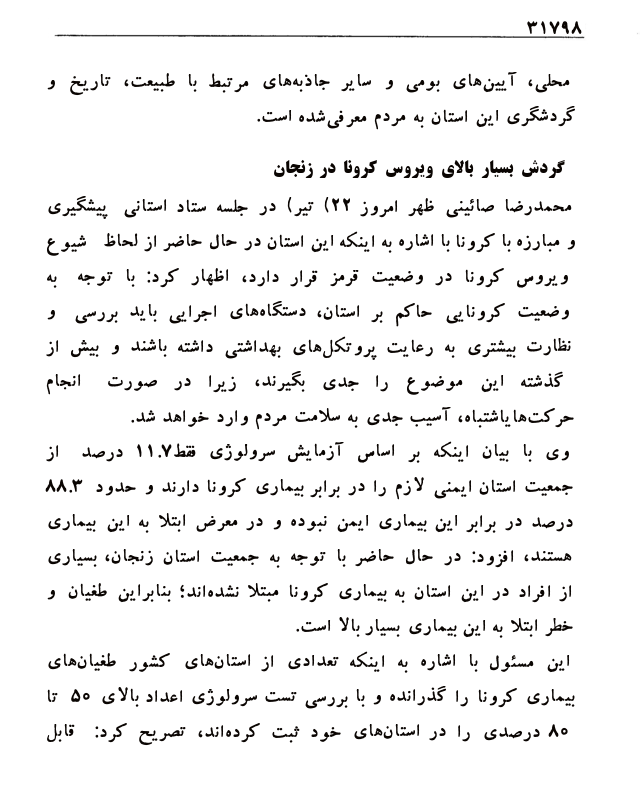 ۳۱۷۹۸
محلی، آیین‌های بومی و سایر جاذبه‌های مرتبط با طبیعت، تاریخ و
گردشگری این استان به مردم معرفی‌شده است.
گردش بسیار بالای ویروس کرونا در زنجان
محمدرضا صائینی ظهر امروز ۲۲) تیر) در جلسه ستاد استانی پیشگیری
و مبارزه با کرونا با اشاره به اینکه این استان در حال حاضر از لحاظ شیوع
ویروس کرونا در وضعیت قرمز قرار دارد، اظهار کرد: با توجه به
وضعیت کرونایی حاکم بر استان، دستگاه‌های اجرایی باید بررسی و
نظارت بیشتری به رعایت پروتکل‌های بهداشتی داشته باشند و بیش از
گذشته این موضوع را جدی بگیرند، زیرا در صورت انجام
حرکت‌هایاشتباه، آسیب جدی به سلامت مردم وارد خواهد شد.
وی با بیان اینکه بر اساس آزمایش سرولوژی فقط۱۱.۷ درصد از
جمعیت استان ایمنی لازم را در برابر بیماری کرونا دارند و حدود ۸۸.۳
درصد در برابر این بیماری ایمن نبوده و در معرض ابتلا به این بیماری
هستند، افزود: در حال حاضر با توجه به جمعیت استان زنجان، بسیاری
از افراد در این استان به بیماری کرونا مبتلا نشده‌اند؛ بنابراین طغیان و
خطر ابتلا به این بیماری بسیار بالا است.
این مسئول با اشاره به اینکه تعدادی از استان‌های کشور طغیان‌های
بیماری کرونا را گذرانده و با بررسی تست سرولوژی اعداد بالای ۵۰ تا
۸۰ درصدی را در استان‌های خود ثبت کرده‌اند، تصریح کرد: قابل